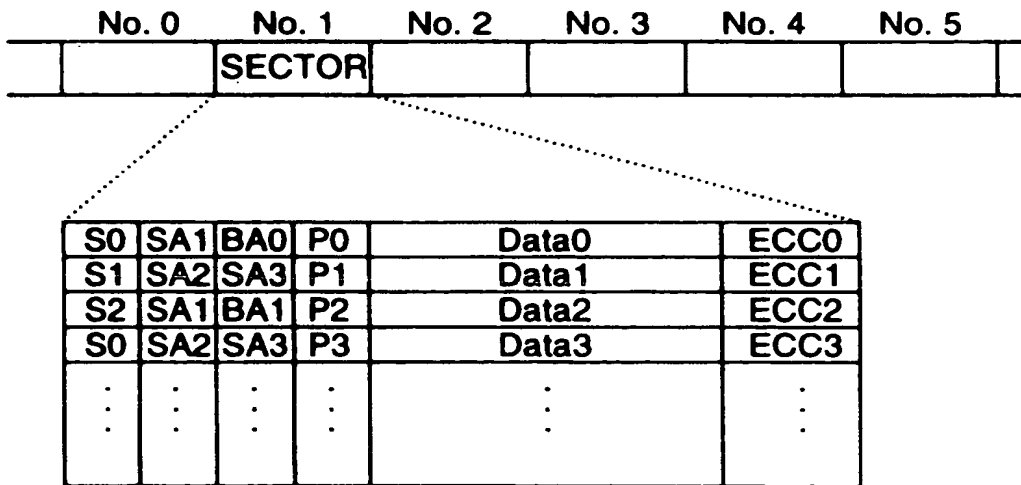 No. 0 No. 1 No. 2 No. 3 No. 4 No. 5
SECTOR
S0 SA1 BA0 P0 Data0 ECC0
S1 SA2 SA3 P1 Data1 ECC1
S2 SA1 BA1 P2 Data2 ECC2
S0 SA2 SA3 P3 Data3 ECC3